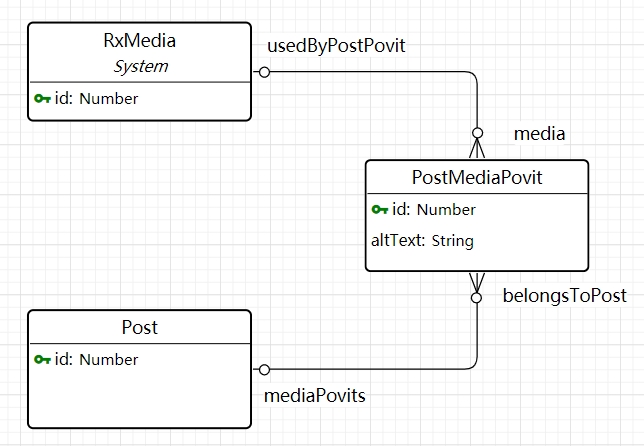 RxMedia
System
id: Number
usedByPostPovit
media
PostMediaPovit
id: Number
altText: String
belongsToPost
Post
id: Number
mediaPovits